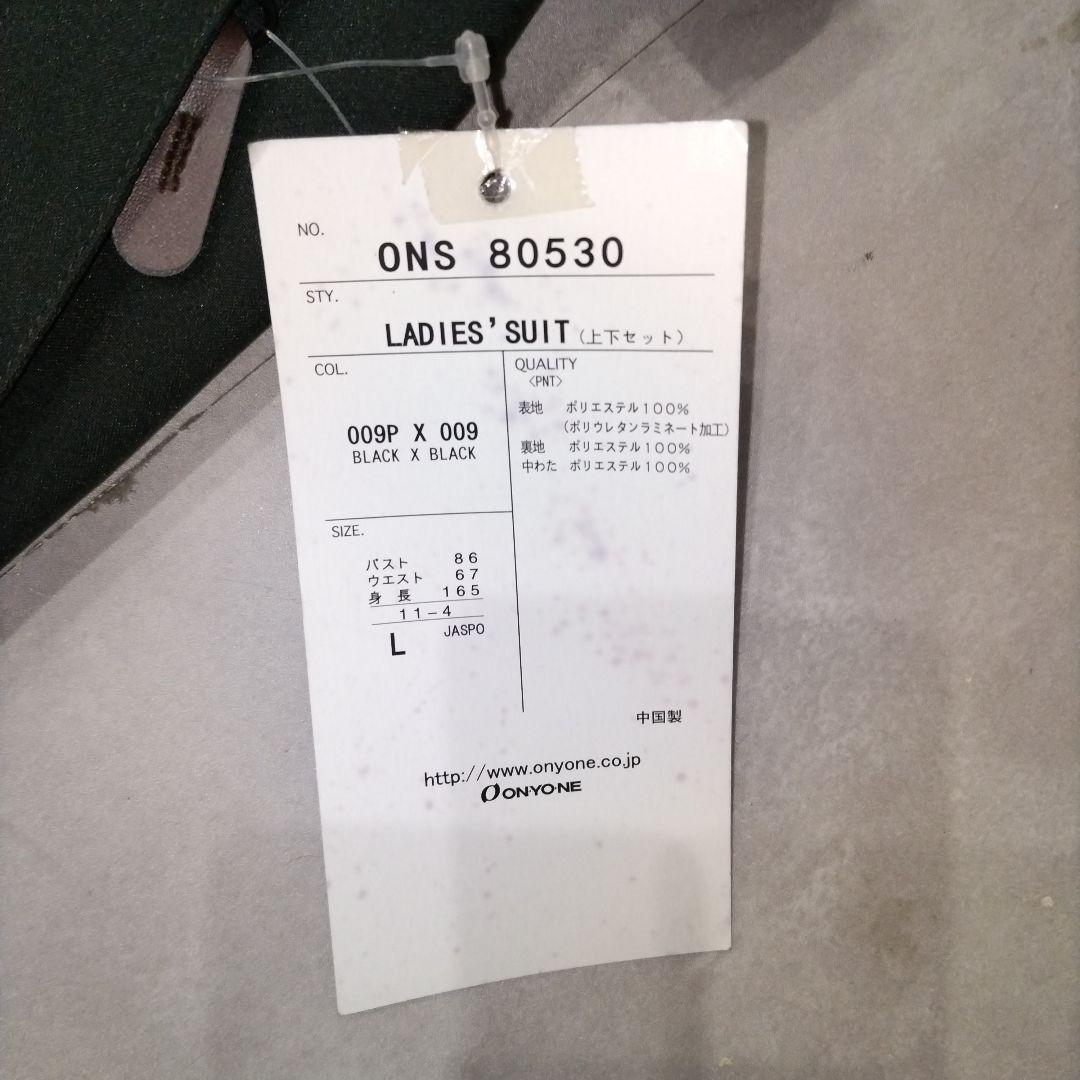 NO.
ONS 80530
STY.
LADIES'SUIT(上下セット)
COL.
009P X 009
BLACK X BLACK
QUALITY
〈PNT〉
表地 ポリエステル100%
(ポリウレタンラミネート加工)
裏地 ポリエステル100%
中わた ポリエステル100%
SIZE.
バスト 86
ウエスト 67
身 長 165
11-4
L JASPO
中国製
http://www.onyone.co.jp
ON・YO・NE